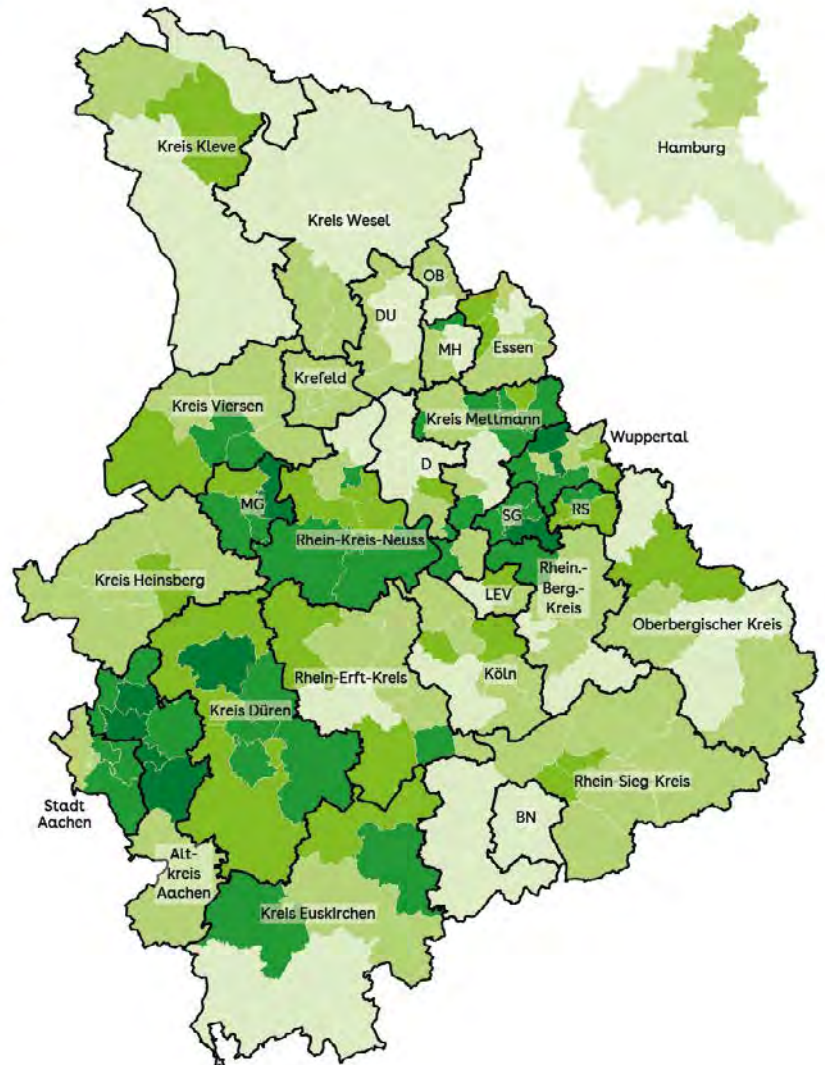 Kreis Kleve
Hamburg
Kreis Wesel
OB
DU
MH
Essen
Krefeld
Kreis Viersen
Kreis Mettmann
Wuppertal
D
MG
SG
RS
Rhein-Kreis-Neuss
Kreis Heinsberg
LEV
Rhein.-
Berg.-
Kreis
Oberbergischer Kreis
Rhein-Erft-Kreis
Köln
Kreis Düren
Rhein-Sieg-Kreis
Stadt
Aachen
BN
Alt-
kreis
Aachen
Kreis Euskirchen